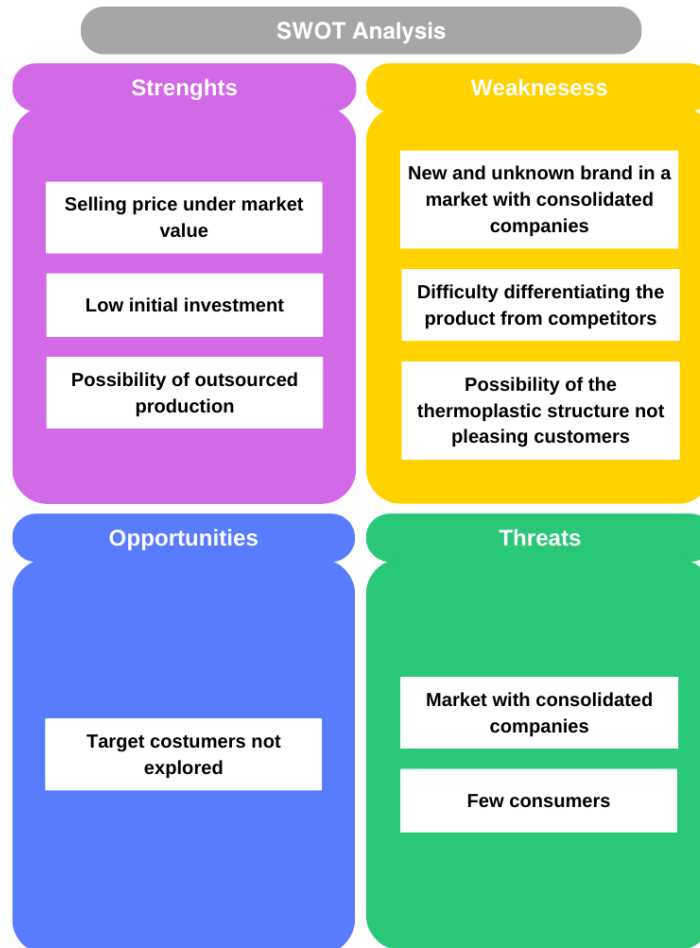 SWOT Analysis
Strenghts
Selling price under market
value
Low initial investment
Possibility of outsourced
production
Weaknesess
New and unknown brand in a
market with consolidated
companies
Difficulty differentiating the
product from competitors
Possibility of the
thermoplastic structure not
pleasing customers
Opportunities
Target costumers not
explored
Threats
Market with consolidated
companies
Few consumers